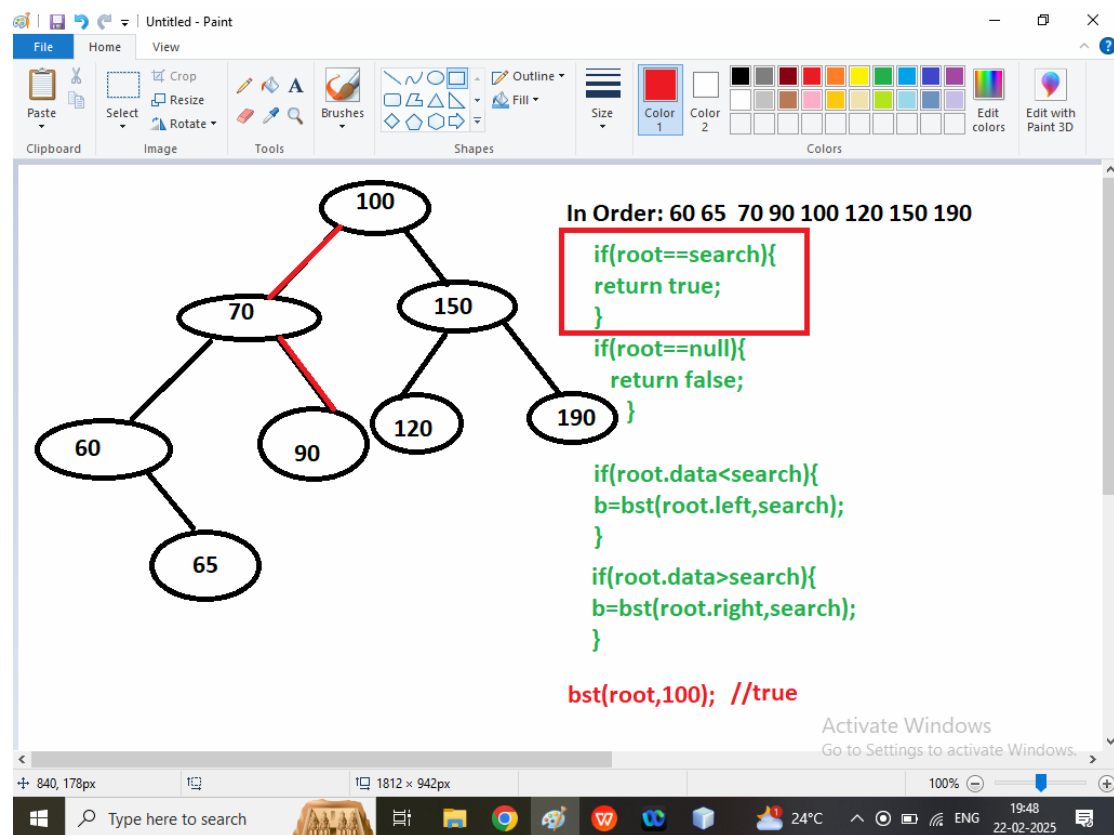 Untitled - Paint
File Home View
Paste
Select
Crop
Resize
Rotate
Brushes
Outline
Fill
Size
Color 1
Color 2
Edit colors
Edit with Paint 3D
Clipboard Image Tools Shapes Colors
100
In Order: 60 65 70 90 100 120 150 190
if(root==search){
return true;
}
70 150
if(root==null){
return false;
}
60 90 120 190
if(root.data<search){
b=bst(root.left,search);
}
65
if(root.data>search){
b=bst(root.right,search);
}
bst(root,100); //true
Activate Windows
Go to Settings to activate Windows.
840, 178px 1812 × 942px 100%
Type here to search 24°C ENG 19:48
22-02-2025